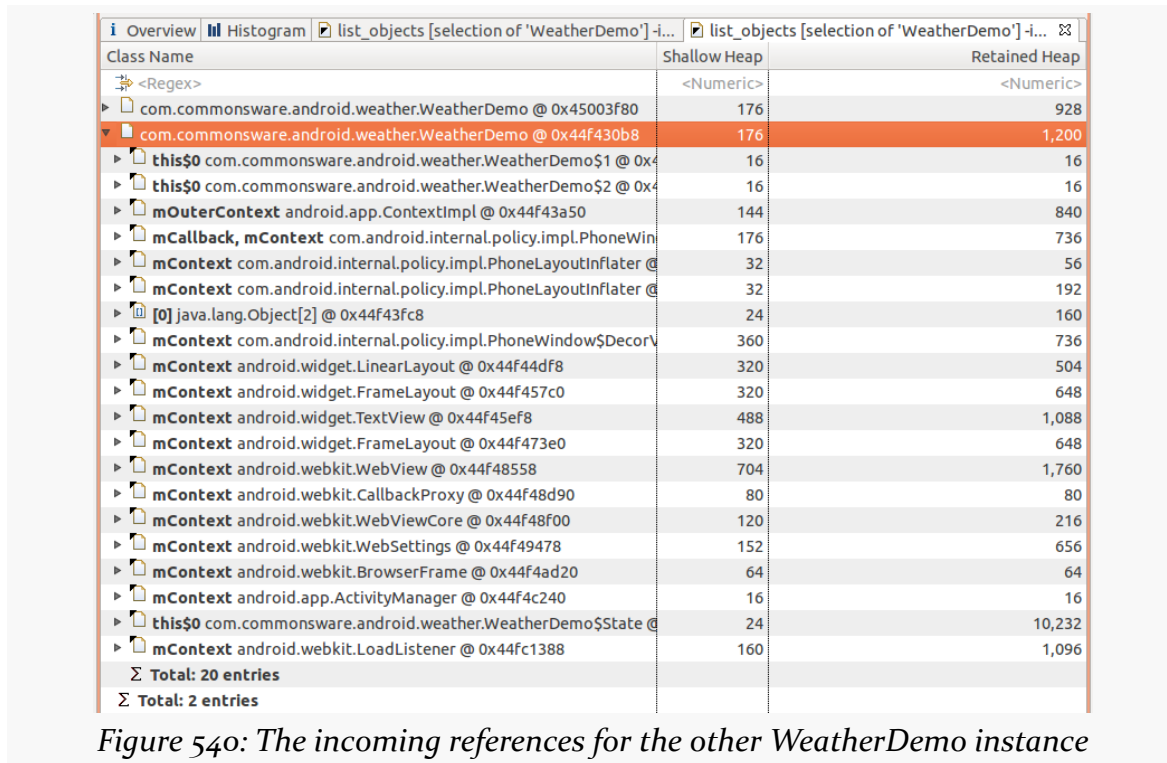 i Overview Histogram list_objects [selection of 'WeatherDemo'] -i... list_objects [selection of 'WeatherDemo'] -i...
Class Name Shallow Heap Retained Heap
<Regex> <Numeric> <Numeric>
com.commonsware.android.weather.WeatherDemo @ 0x45003f80 176 928
com.commonsware.android.weather.WeatherDemo @ 0x44f430b8 176 1,200
this$0 com.commonsware.android.weather.WeatherDemo$1 @ 0x4 16 16
this$0 com.commonsware.android.weather.WeatherDemo$2 @ 0x4 16 16
mOuterContext android.app.ContextImpl @ 0x44f43a50 144 840
mCallback, mContext com.android.internal.policy.impl.PhoneWin 176 736
mContext com.android.internal.policy.impl.PhoneLayoutInflater @ 32 56
mContext com.android.internal.policy.impl.PhoneLayoutInflater @ 32 192
[0] java.lang.Object[2] @ 0x44f43fc8 24 160
mContext com.android.internal.policy.impl.PhoneWindow$DecorV 360 736
mContext android.widget.LinearLayout @ 0x44f44df8 320 504
mContext android.widget.FrameLayout @ 0x44f457c0 320 648
mContext android.widget.TextView @ 0x44f45ef8 488 1,088
mContext android.widget.FrameLayout @ 0x44f473e0 320 648
mContext android.webkit.WebView @ 0x44f48558 704 1,760
mContext android.webkit.CallbackProxy @ 0x44f48d90 80 80
mContext android.webkit.WebViewCore @ 0x44f48f00 120 216
mContext android.webkit.WebSettings @ 0x44f49478 152 656
mContext android.webkit.BrowserFrame @ 0x44f4ad20 64 64
mContext android.app.ActivityManager @ 0x44f4c240 16 16
this$0 com.commonsware.android.weather.WeatherDemo$State @ 24 10,232
mContext android.webkit.LoadListener @ 0x44fc1388 160 1,096
Σ Total: 20 entries
Σ Total: 2 entries
Figure 540: The incoming references for the other WeatherDemo instance